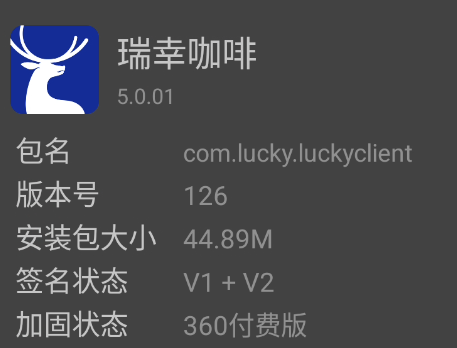 瑞幸咖啡
5.0.01
包名 com.lucky.luckyclient
版本号 126
安装包大小 44.89M
签名状态 V1 + V2
加固状态 360付费版